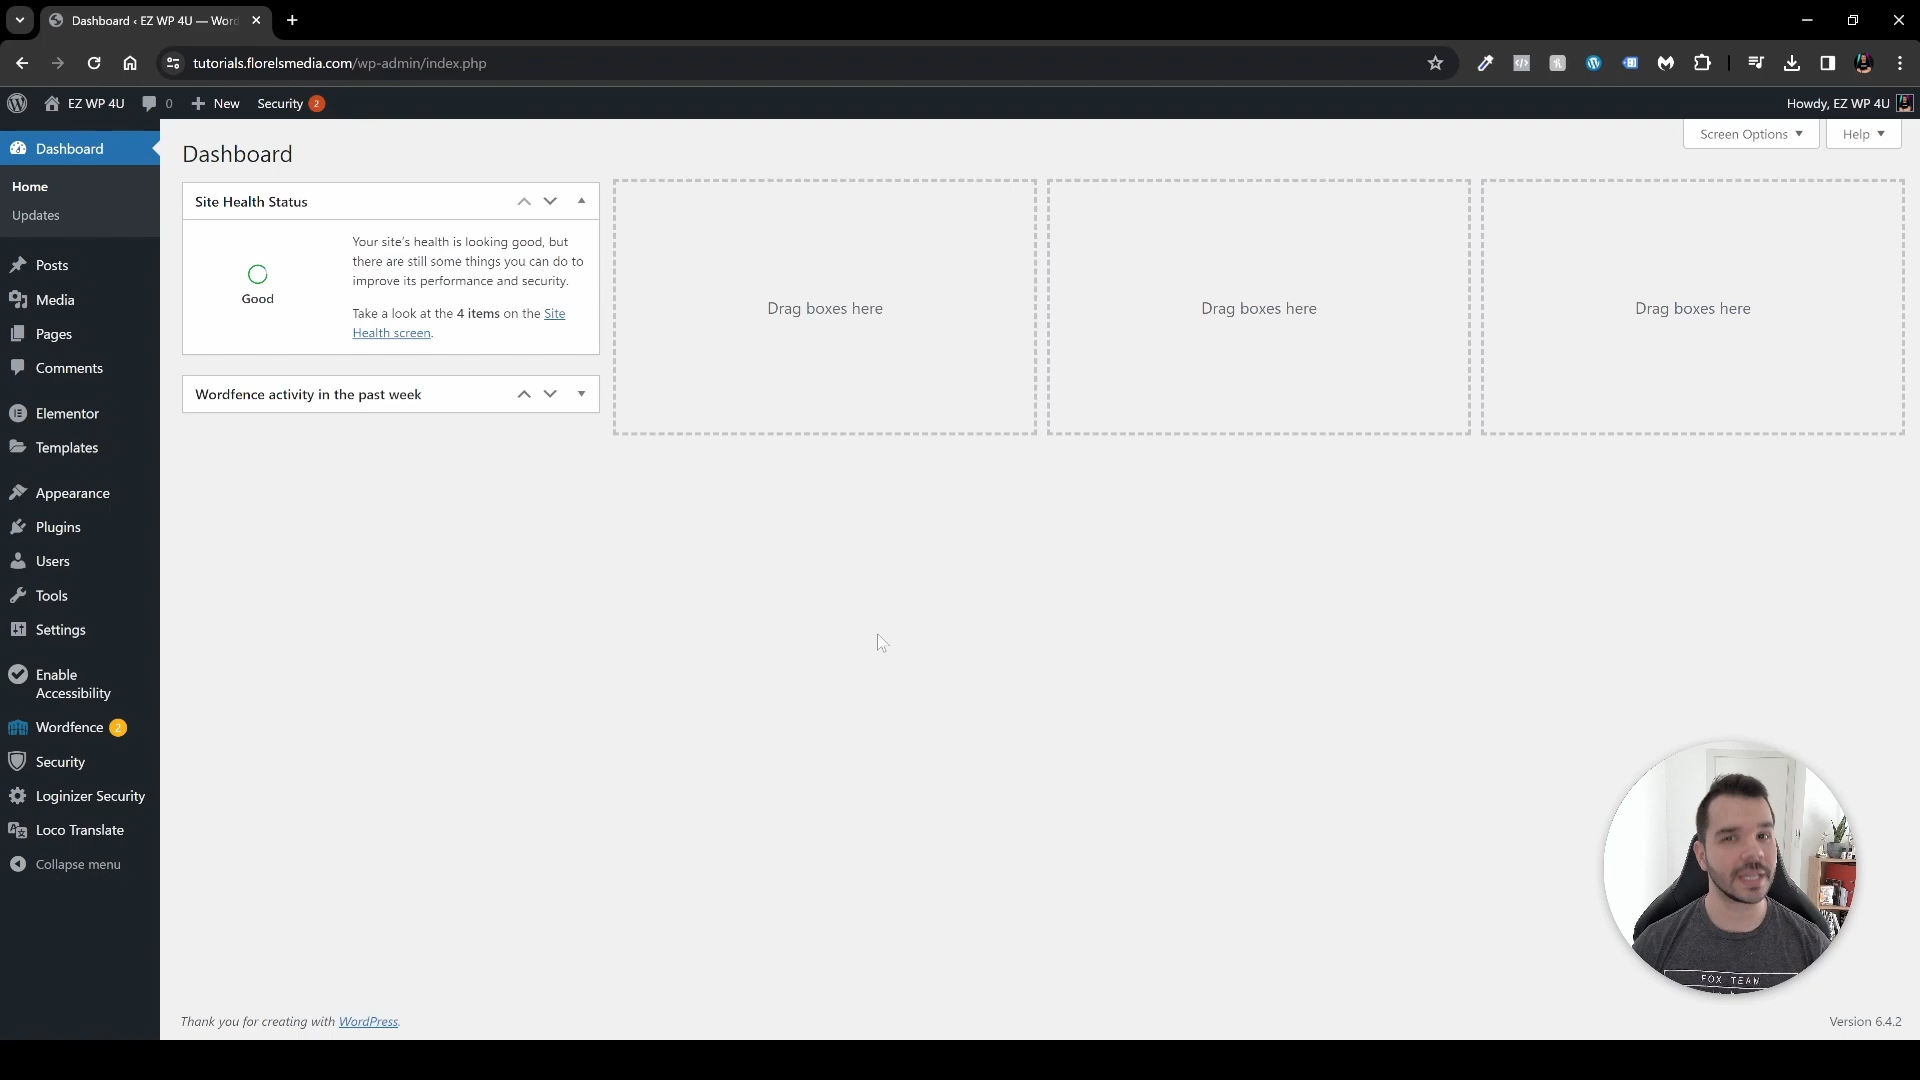 Dashboard ‹ EZ WP 4U — Wor
tutorials.florelsmedia.com/wp-admin/index.php
EZ WP 4U
0
New
Security 2
Howdy, EZ WP 4U
Screen Options
Help
Dashboard
Home
Updates
Posts
Media
Pages
Comments
Elementor
Templates
Appearance
Plugins
Users
Tools
Settings
Enable
Accessibility
Wordfence 2
Security
Loginizer Security
Loco Translate
Collapse menu
Dashboard
Site Health Status
Good
Your site's health is looking good, but
there are still some things you can do to
improve its performance and security.
Take a look at the 4 items on the Site
Health screen.
Wordfence activity in the past week
Drag boxes here
Drag boxes here
Drag boxes here
FOX TEAM
Thank you for creating with WordPress.
Version 6.4.2